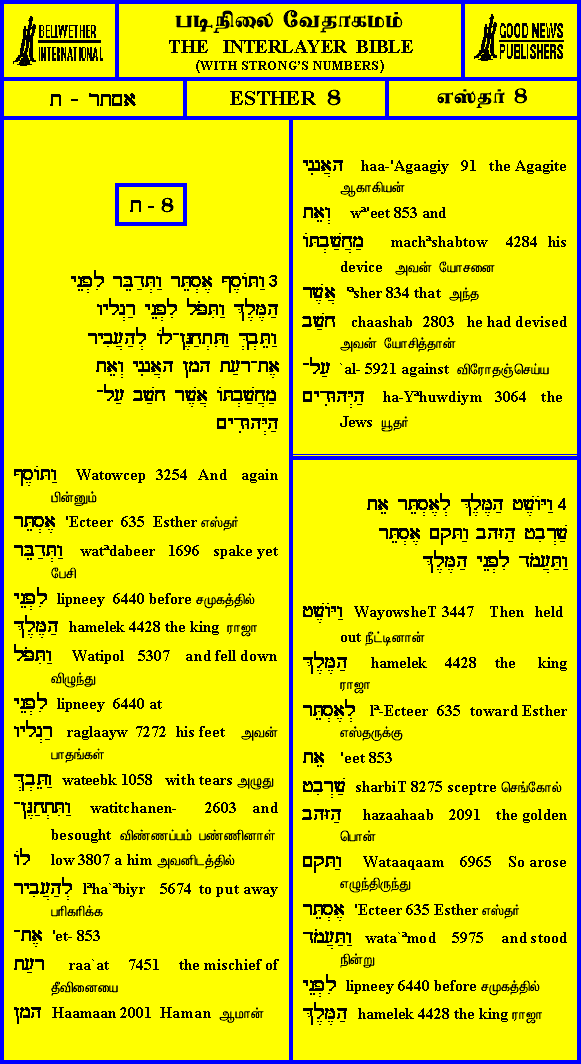 BELLWETHER
INTERNATIONAL
படிநிலை வேதாகமம்
THE INTERLAYER BIBLE
(WITH STRONG'S NUMBERS)
GOOD NEWS
PUBLISHERS
אסתר - ח
ESTHER 8
எஸ்தர் 8
ח - 8
3 וַתּוֹסֶף אֶסְתֵּר וַתְּדַבֵּר לִפְנֵי
הַמֶּלֶךְ וַתִּפֹּל לִפְנֵי רַגְלָיו
וַתֵּבְךְּ וַתִּתְחַנֶּן־לוֹ לְהַעֲבִיר
אֶת־רָעַת הָמָן הָאֲגָגִי וְאֵת
מַחֲשַׁבְתּוֹ אֲשֶׁר חָשַׁב עַל־
הַיְּהוּדִים
וַתּוֹסֶף Watowcep 3254 And again
பின்னும்
אֶסְתֵּר 'Ecteer 635 Esther எஸ்தர்
וַתְּדַבֵּר watªdabeer 1696 spake yet
பேசி
לִפְנֵי lipneey 6440 before சமுகத்தில்
הַמֶּלֶךְ hamelek 4428 the king ராஜா
וַתִּפֹּל Watipol 5307 and fell down
விழுந்து
לִפְנֵי lipneey 6440 at
רַגְלָיו raglaayw 7272 his feet அவன்
பாதங்கள்
וַתֵּבְךְּ wateebk 1058 with tears அழுது
וַתִּתְחַנֶּן־ watitchanen- 2603 and
besought விண்ணப்பம் பண்ணினாள்
לוֹ low 3807 a him அவனிடத்தில்
לְהַעֲבִיר lªha`ªbiyr 5674 to put away
பரிகரிக்க
אֶת־ 'et- 853
רָעַת raa`at 7451 the mischief of
தீவினையை
הָמָן Haamaan 2001 Haman ஆமான்
הָאֲגָגִי haa-'Agaagiy 91 the Agagite
ஆகாகியன்
וְאֵת wª'eet 853 and
מַחֲשַׁבְתּוֹ machªshabtow 4284 his
device அவன் யோசனை
אֲשֶׁר ªsher 834 that அந்த
חָשַׁב chaashab 2803 he had devised
அவன் யோசித்தான்
עַל־ `al- 5921 against விரோதஞ்செய்ய
הַיְּהוּדִים ha-Yªhuwdiym 3064 the
Jews யூதர்
4 וַיּוֹשֶׁט הַמֶּלֶךְ לְאֶסְתֵּר אֵת
שַׁרְבִט הַזָּהָב וַתָּקָם אֶסְתֵּר
וַתַּעֲמֹד לִפְנֵי הַמֶּלֶךְ
וַיּוֹשֶׁט WayowsheT 3447 Then held
out நீட்டினான்
הַמֶּלֶךְ hamelek 4428 the king
ராஜா
לְאֶסְתֵּר lª-Ecteer 635 toward Esther
எஸ்தருக்கு
אֵת 'eet 853
שַׁרְבִט sharbiT 8275 sceptre செங்கோல்
הַזָּהָב hazaahaab 2091 the golden
பொன்
וַתָּקָם Wataaqaam 6965 So arose
எழுந்திருந்து
אֶסְתֵּר 'Ecteer 635 Esther எஸ்தர்
וַתַּעֲמֹד wata`ªmod 5975 and stood
நின்று
לִפְנֵי lipneey 6440 before சமுகத்தில்
הַמֶּלֶךְ hamelek 4428 the king ராஜா